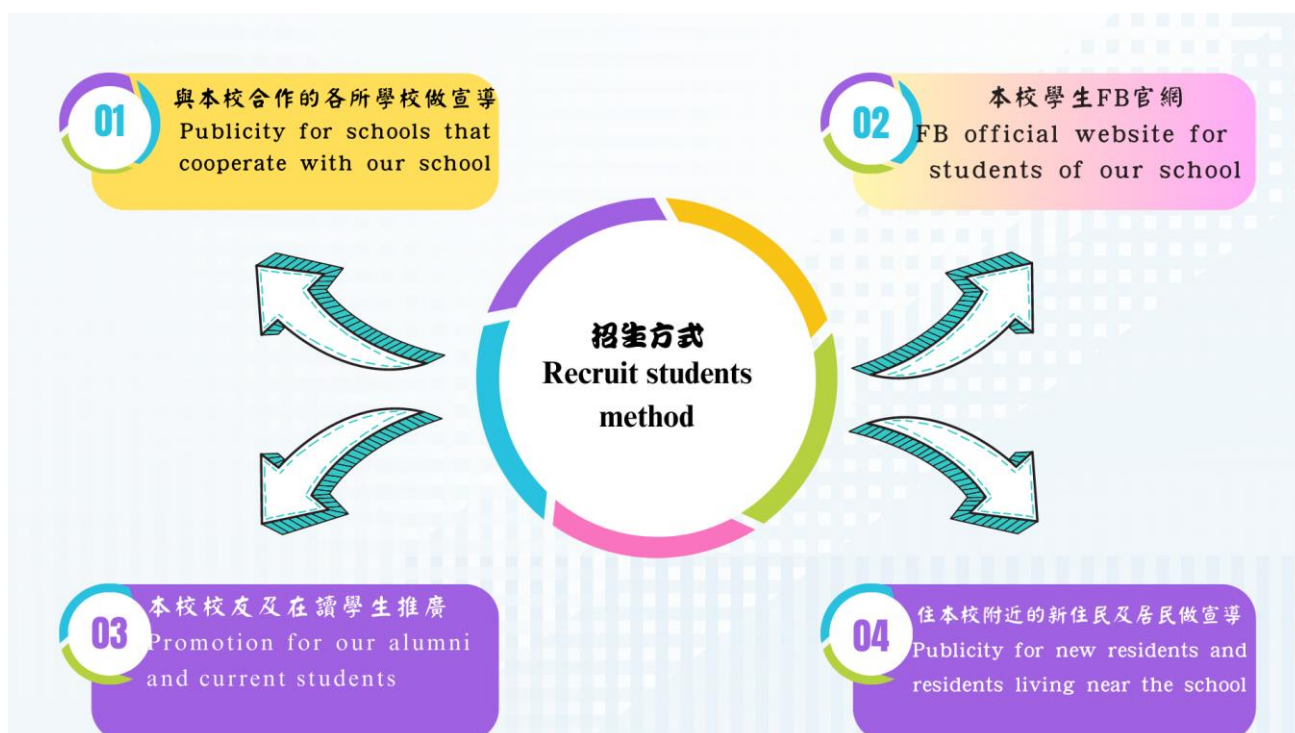 01
與本校合作的各所學校做宣導
Publicity for schools that
cooperate with our school
02
本校學生FB官網
FB official website for
students of our school
招生方式
Recruit students
method
03
本校校友及在讀學生推廣
Promotion for our alumni
and current students
04
住本校附近的新住民及居民做宣導
Publicity for new residents and
residents living near the school